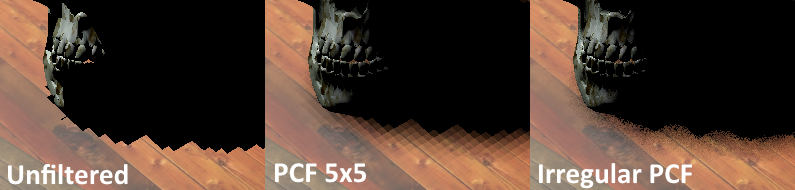 Unfiltered
PCF 5x5
Irregular PCF